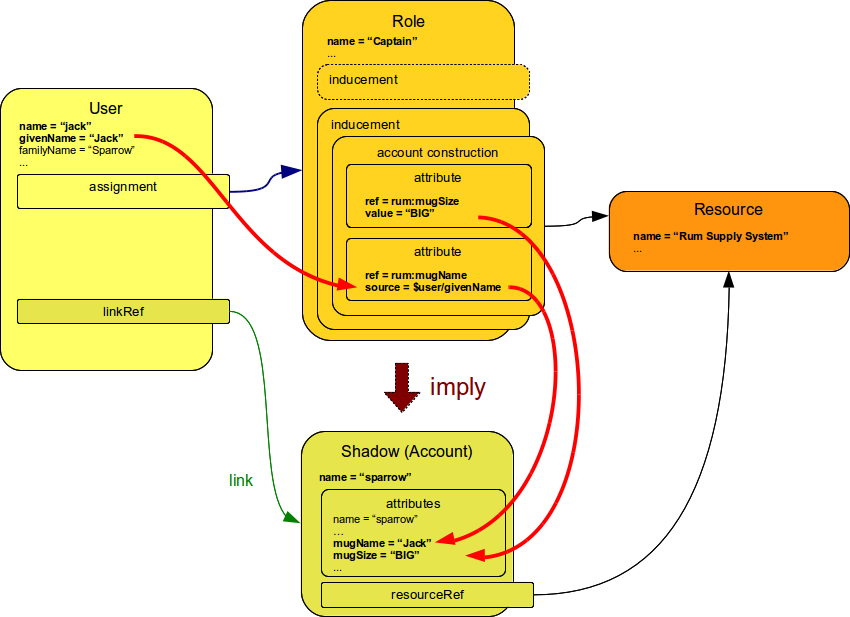 Role
name = “Captain”
...
inducement
inducement
account construction
attribute
ref = rum:mugSize
value = “BIG”
attribute
ref = rum:mugName
source = $user/givenName
User
name = “jack”
givenName = “Jack”
familyName = “Sparrow”
...
assignment
linkRef
Resource
name = “Rum Supply System”
...
imply
link
Shadow (Account)
name = “sparrow”
attributes
name = “sparrow”
...
mugName = “Jack”
mugSize = “BIG”
...
resourceRef